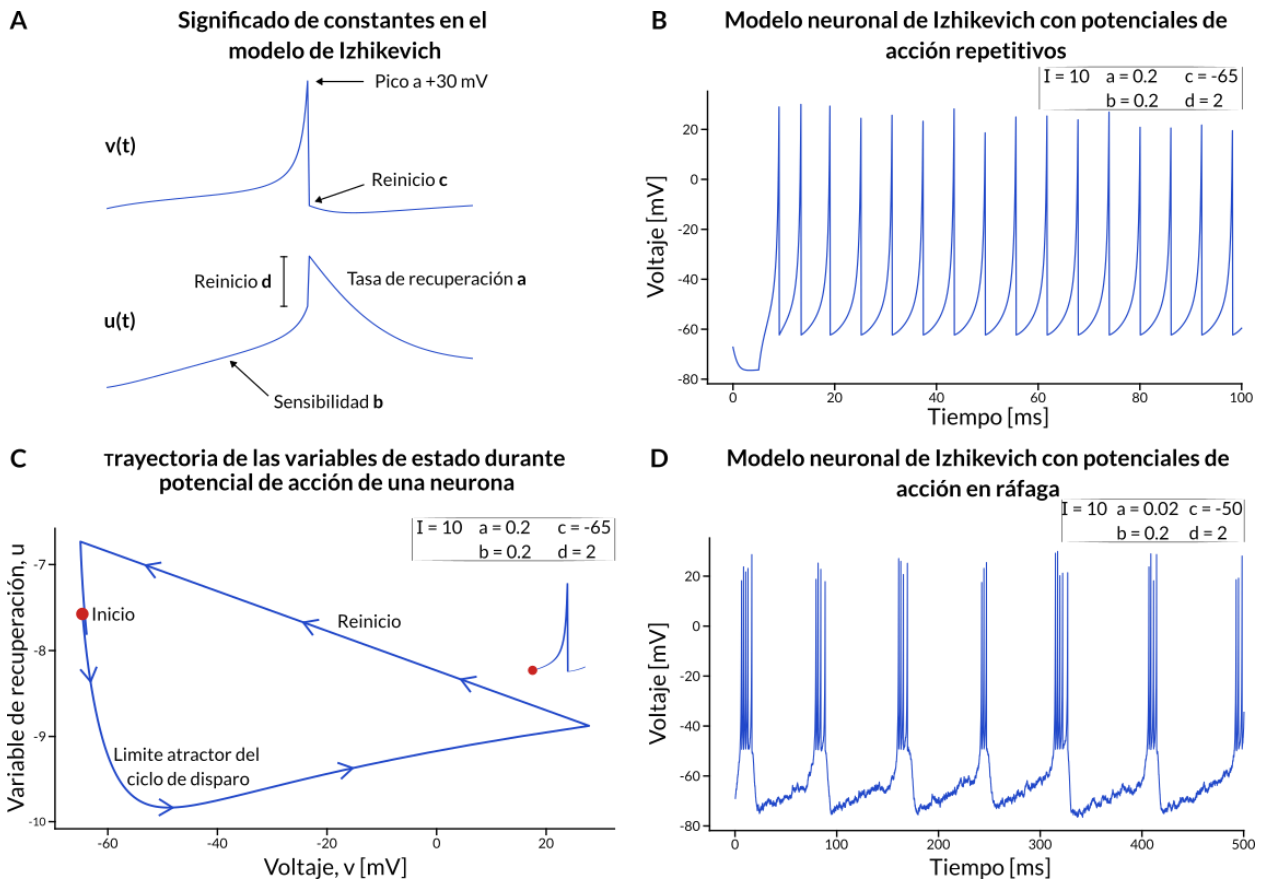 A
Significado de constantes en el
modelo de Izhikevich
Pico a +30 mV
v(t)
Reinicio c
Reinicio d
Tasa de recuperación a
u(t)
Sensibilidad b
B
Modelo neuronal de Izhikevich con potenciales de
acción repetitivos
I = 10 a = 0.2 c = -65
b = 0.2 d = 2
Voltaje [mV]
20
0
-20
-40
-60
-80
0 20 40 60 80 100
Tiempo [ms]
C
Trayectoria de las variables de estado durante
potencial de acción de una neurona
I = 10 a = 0.2 c = -65
b = 0.2 d = 2
Variable de recuperación, u
-7
-8
-9
-10
Inicio
Reinicio
Limite atractor del
ciclo de disparo
-60 -40 -20 0 20
Voltaje, v [mV]
D
Modelo neuronal de Izhikevich con potenciales de
acción en ráfaga
I = 10 a = 0.02 c = -50
b = 0.2 d = 2
Voltaje [mV]
20
0
-20
-40
-60
-80
0 100 200 300 400 500
Tiempo [ms]